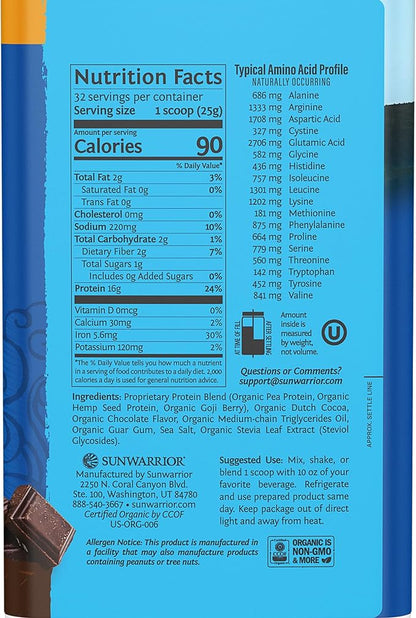 Nutrition Facts
32 servings per container
Serving size 1 scoop (25g)
Amount per serving
Calories 90
% Daily Value*
Total Fat 2g 3%
Saturated Fat 0g 0%
Trans Fat 0g
Cholesterol 0mg 0%
Sodium 220mg 10%
Total Carbohydrate 2g 1%
Dietary Fiber 2g 7%
Total Sugars 1g
Includes 0g Added Sugars 0%
Protein 16g 24%
Vitamin D 0mcg 0%
Calcium 30mg 2%
Iron 5.6mg 30%
Potassium 120mg 2%
*The % Daily Value tells you how much a nutrient
in a serving of food contributes to a daily diet. 2,000
calories a day is used for general nutrition advice.
Typical Amino Acid Profile
NATURALLY OCCURRING
686 mg Alanine
1333 mg Arginine
1708 mg Aspartic Acid
327 mg Cystine
2706 mg Glutamic Acid
582 mg Glycine
436 mg Histidine
757 mg Isoleucine
1301 mg Leucine
1202 mg Lysine
181 mg Methionine
875 mg Phenylalanine
664 mg Proline
779 mg Serine
560 mg Threonine
142 mg Tryptophan
452 mg Tyrosine
841 mg Valine
AT TIME OF FILL
AFTER SETTLING
Amount
inside is
measured
by weight,
not volume.
U
Questions or Comments?
support@sunwarrior.com
APPROX. SETTLE LINE
Ingredients: Proprietary Protein Blend (Organic Pea Protein, Organic
Hemp Seed Protein, Organic Goji Berry), Organic Dutch Cocoa,
Organic Chocolate Flavor, Organic Medium-chain Triglycerides Oil,
Organic Guar Gum, Sea Salt, Organic Stevia Leaf Extract (Steviol
Glycosides).
SUNWARRIOR®
Manufactured by Sunwarrior
2250 N. Coral Canyon Blvd.
Ste. 100, Washington, UT 84780
888-540-3667 • sunwarrior.com
Certified Organic by CCOF
US-ORG-006
Suggested Use: Mix, shake, or
blend 1 scoop with 10 oz of your
favorite beverage. Refrigerate
and use prepared product same
day. Keep package out of direct
light and away from heat.
Allergen Notice: This product is manufactured in
a facility that may also manufacture products
containing peanuts or tree nuts.
CCOF
ORGANIC IS
NON-GMO
& MORE